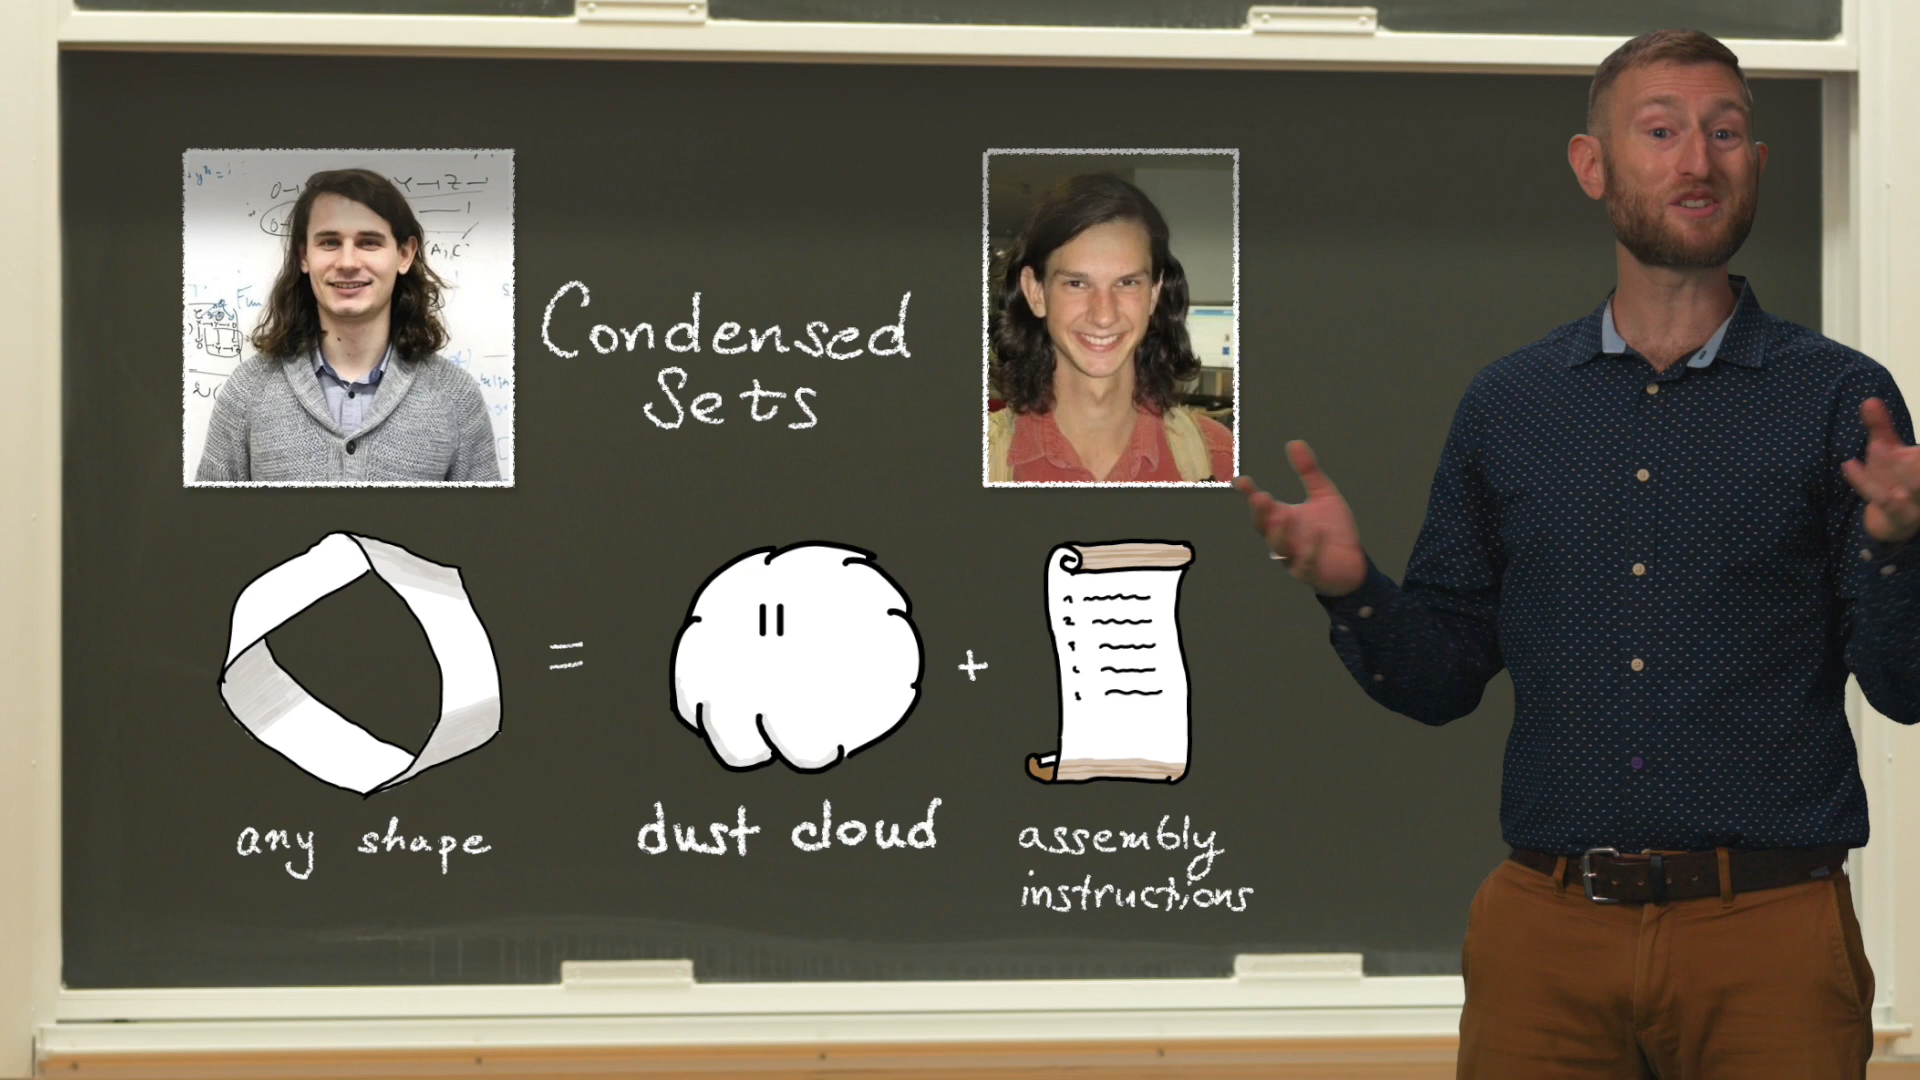 Condensed
Sets
=
+
any shape
dust cloud
assembly
instructions